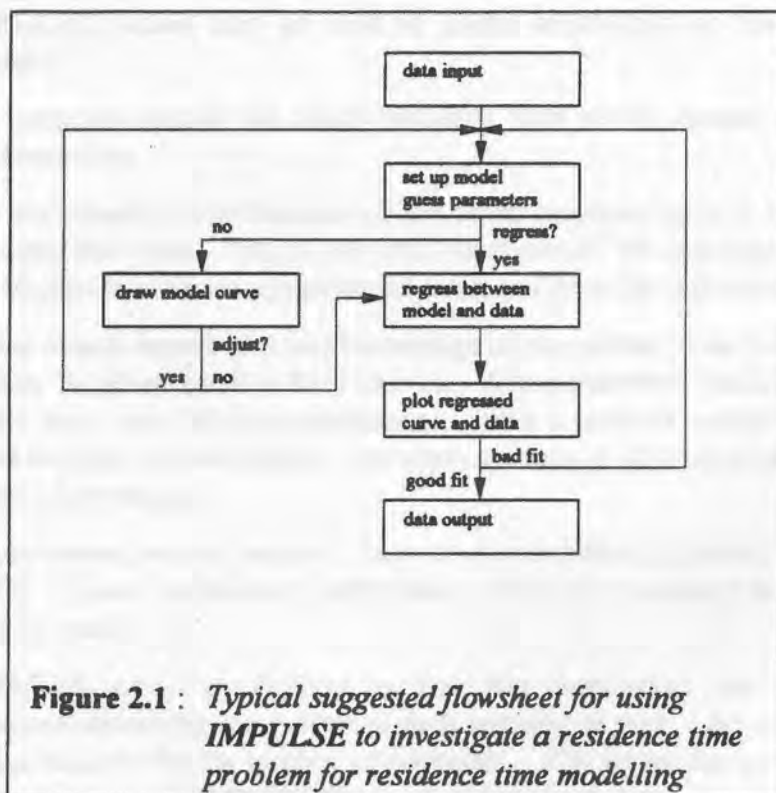 data input
set up model
guess parameters
no
regress?
yes
draw model curve
regress between
model and data
adjust?
yes no
plot regressed
curve and data
bad fit
good fit
data output
Figure 2.1 : Typical suggested flowsheet for using
IMPULSE to investigate a residence time
problem for residence time modelling